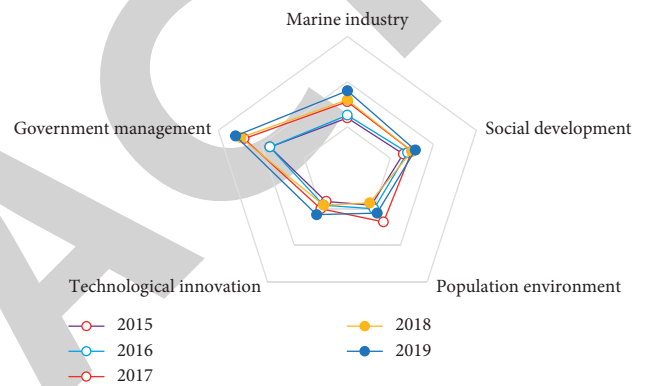 Marine industry
Government management
Social development
Technological innovation
Population environment
2015
2016
2017
2018
2019